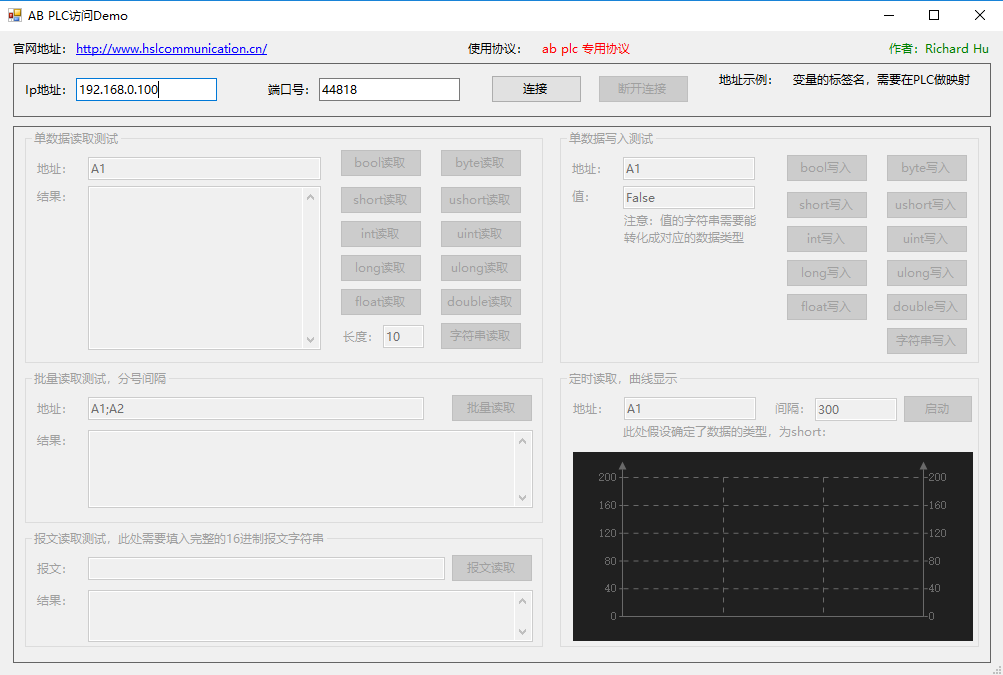 AB PLC访问Demo
官网地址： http://www.hslcommunication.cn/ 使用协议： ab plc 专用协议 作者：Richard Hu
Ip地址： 192.168.0.100 端口号： 44818 连接 断开连接 地址示例： 变量的标签名，需要在PLC做映射
单数据读取测试
地址： A1 bool读取 byte读取
结果： short读取 ushort读取
int读取 uint读取
long读取 ulong读取
float读取 double读取
长度： 10 字符串读取
单数据写入测试
地址： A1 bool写入 byte写入
值： False short写入 ushort写入
注意：值的字符串需要能
转化成对应的数据类型
int写入 uint写入
long写入 ulong写入
float写入 double写入
字符串写入
批量读取测试，分号间隔
地址： A1;A2 批量读取
结果：
定时读取，曲线显示
地址： A1 间隔： 300 启动
此处假设确定了数据的类型，为short:
200 200
160 160
120 120
80 80
40 40
0 0
报文读取测试，此处需要填入完整的16进制报文字符串
报文： 报文读取
结果：